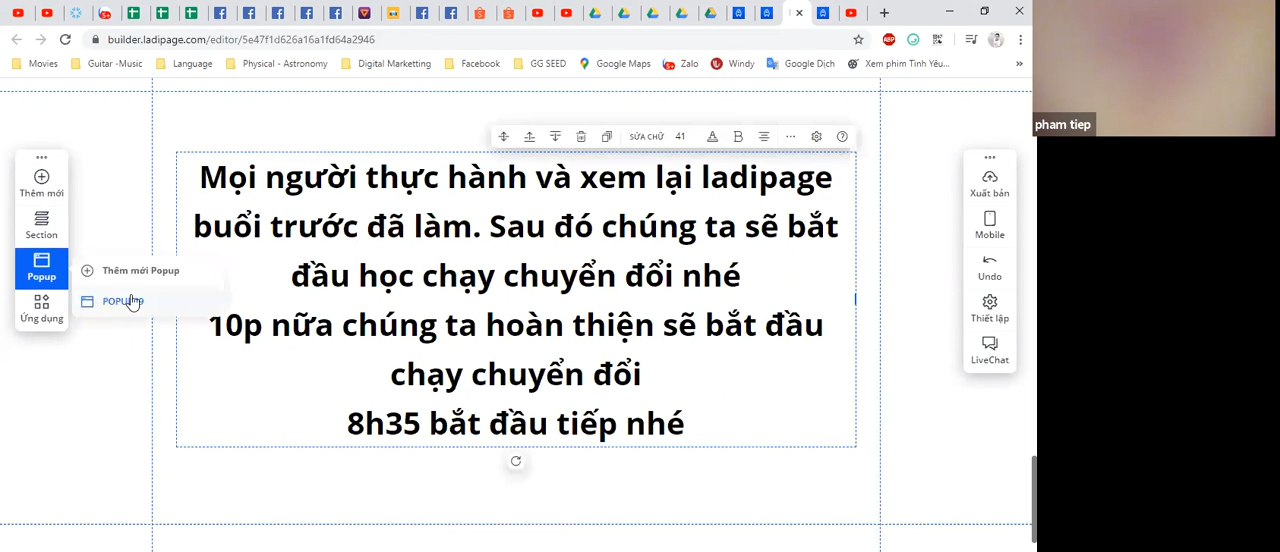 builder.ladipage.com/editor/5e47f1d626a16a1fd64a2946
ABP
Movies
Guitar -Music
Language
Physical - Astronomy
Digital Marketting
Facebook
GG SEED
Google Maps
Zalo
Windy
Google Dịch
Xem phim Tình Yêu...
»
pham tiep
SỬA CHỮ
41
B
Mọi người thực hành và xem lại ladipage
buổi trước đã làm. Sau đó chúng ta sẽ bắt
đầu học chạy chuyển đổi nhé
10p nữa chúng ta hoàn thiện sẽ bắt đầu
chạy chuyển đổi
8h35 bắt đầu tiếp nhé
Thêm mới
Section
Popup
Ứng dụng
Thêm mới Popup
Xuất bản
Mobile
Undo
Thiết lập
LiveChat